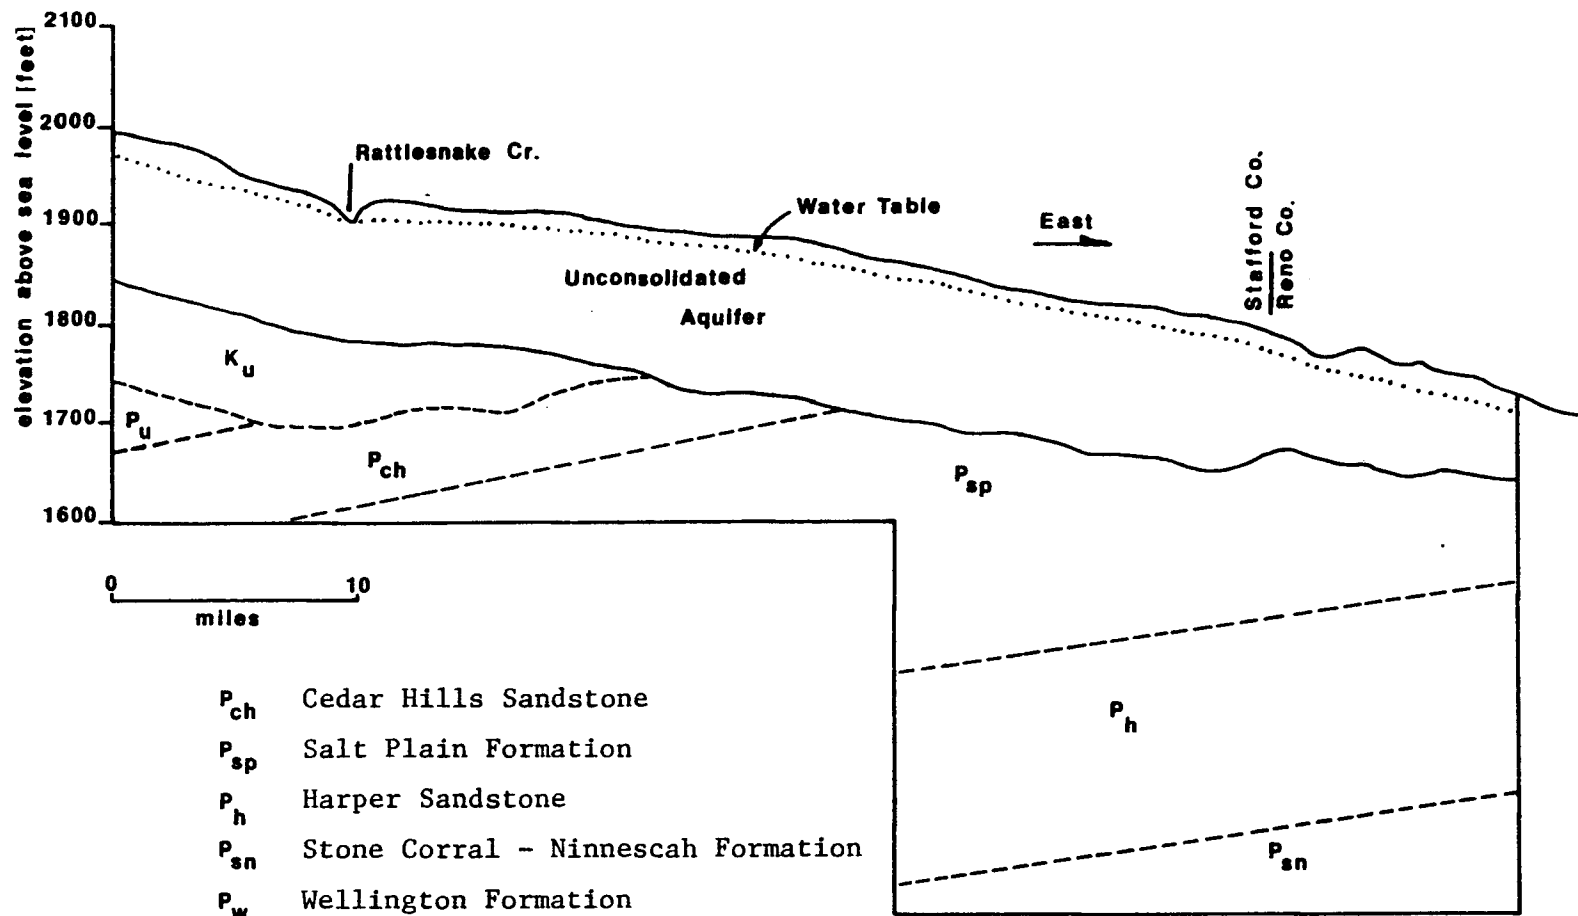 elevation above sea level [feet]
2100
2000
1900
1800
1700
1600
Rattlesnake Cr.
Water Table
East
Stafford Co.
Reno Co.
Unconsolidated
Aquifer
Ku
Pu
Pch
Psp
Ph
Psn
0 10
miles
Pch Cedar Hills Sandstone
Psp Salt Plain Formation
Ph Harper Sandstone
Psn Stone Corral - Ninnescah Formation
Pw Wellington Formation